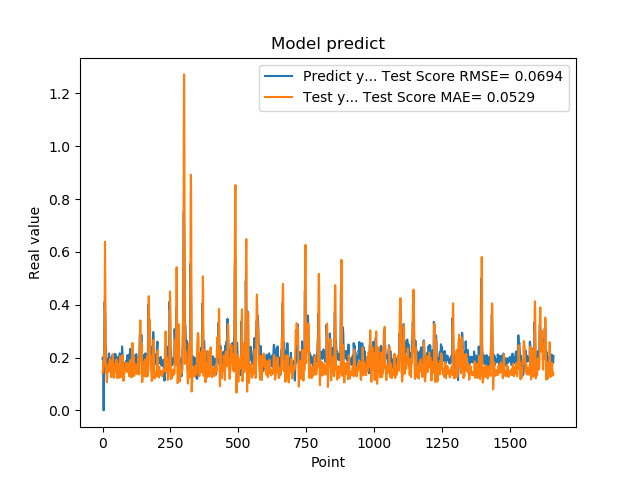 Model predict
Predict y... Test Score RMSE= 0.0694
Test y... Test Score MAE= 0.0529
Real value
1.2
1.0
0.8
0.6
0.4
0.2
0.0
0 250 500 750 1000 1250 1500
Point